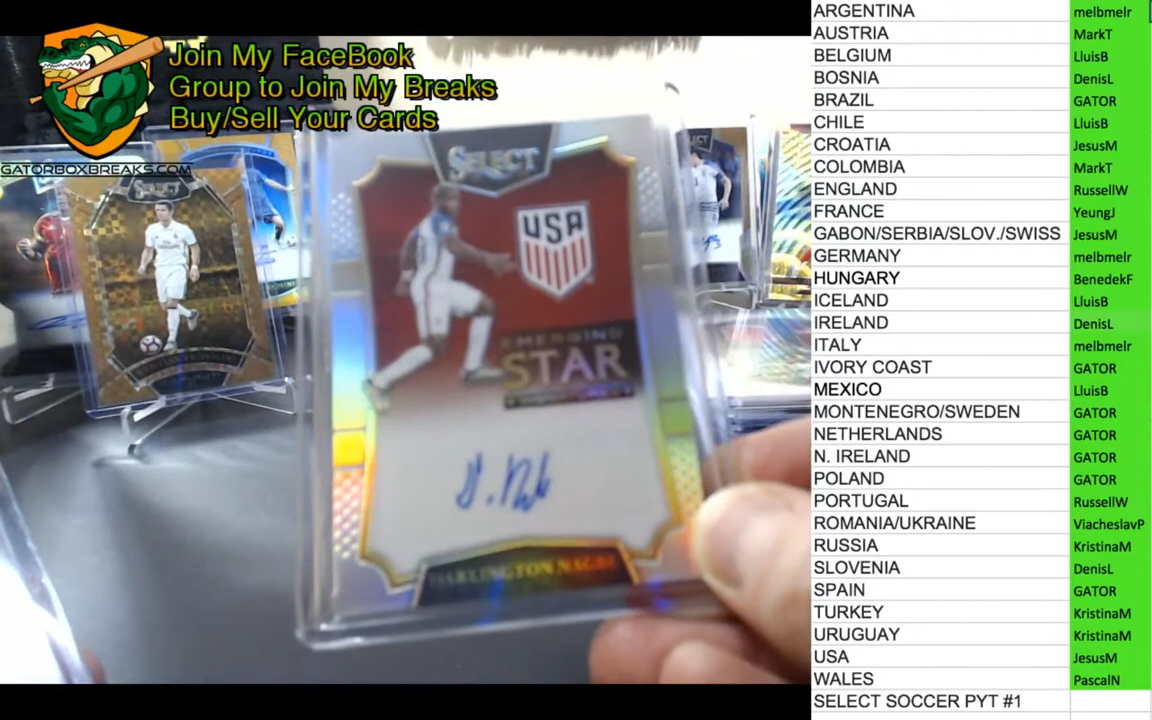 Join My FaceBook
Group to Join My Breaks
Buy/Sell Your Cards
GATORBOXBREAKS.COM
SELECT
SELECT
USA
EMERGING
STAR
DARLINGTON NAGBE
ARGENTINA melbmelr
AUSTRIA MarkT
BELGIUM LluisB
BOSNIA DenisL
BRAZIL GATOR
CHILE LluisB
CROATIA JesusM
COLOMBIA MarkT
ENGLAND RussellW
FRANCE YeungJ
GABON/SERBIA/SLOV./SWISS JesusM
GERMANY melbmelr
HUNGARY BenedekF
ICELAND LluisB
IRELAND DenisL
ITALY melbmelr
IVORY COAST GATOR
MEXICO LluisB
MONTENEGRO/SWEDEN GATOR
NETHERLANDS GATOR
N. IRELAND GATOR
POLAND GATOR
PORTUGAL RussellW
ROMANIA/UKRAINE ViacheslavP
RUSSIA KristinaM
SLOVENIA DenisL
SPAIN GATOR
TURKEY KristinaM
URUGUAY KristinaM
USA JesusM
WALES PascalN
SELECT SOCCER PYT #1